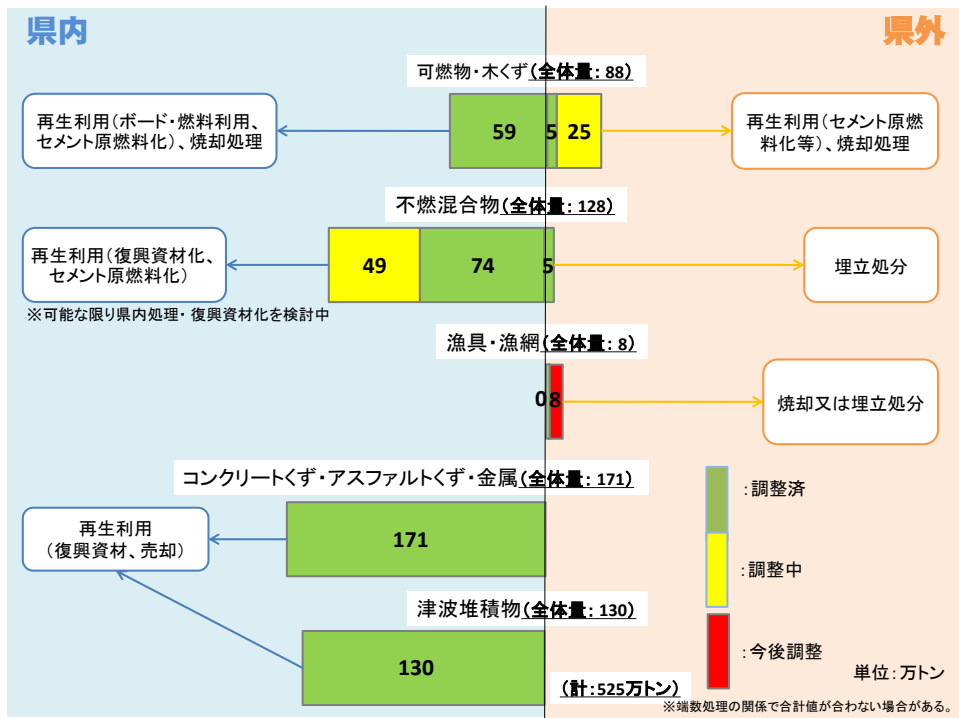 県内
県外
可燃物・木くず(全体量:88)
再生利用(ボード・燃料利用、
セメント原燃料化)、焼却処理
59
5
25
再生利用(セメント原燃
料化等)、焼却処理
不燃混合物(全体量:128)
再生利用(復興資材化、
セメント原燃料化)
49
74
5
埋立処分
※可能な限り県内処理・復興資材化を検討中
漁具・漁網(全体量:8)
0
8
焼却又は埋立処分
コンクリートくず・アスファルトくず・金属(全体量:171)
再生利用
(復興資材、売却)
171
:調整済
:調整中
:今後調整
津波堆積物(全体量:130)
130
(計:525万トン)
単位:万トン
※端数処理の関係で合計値が合わない場合がある。